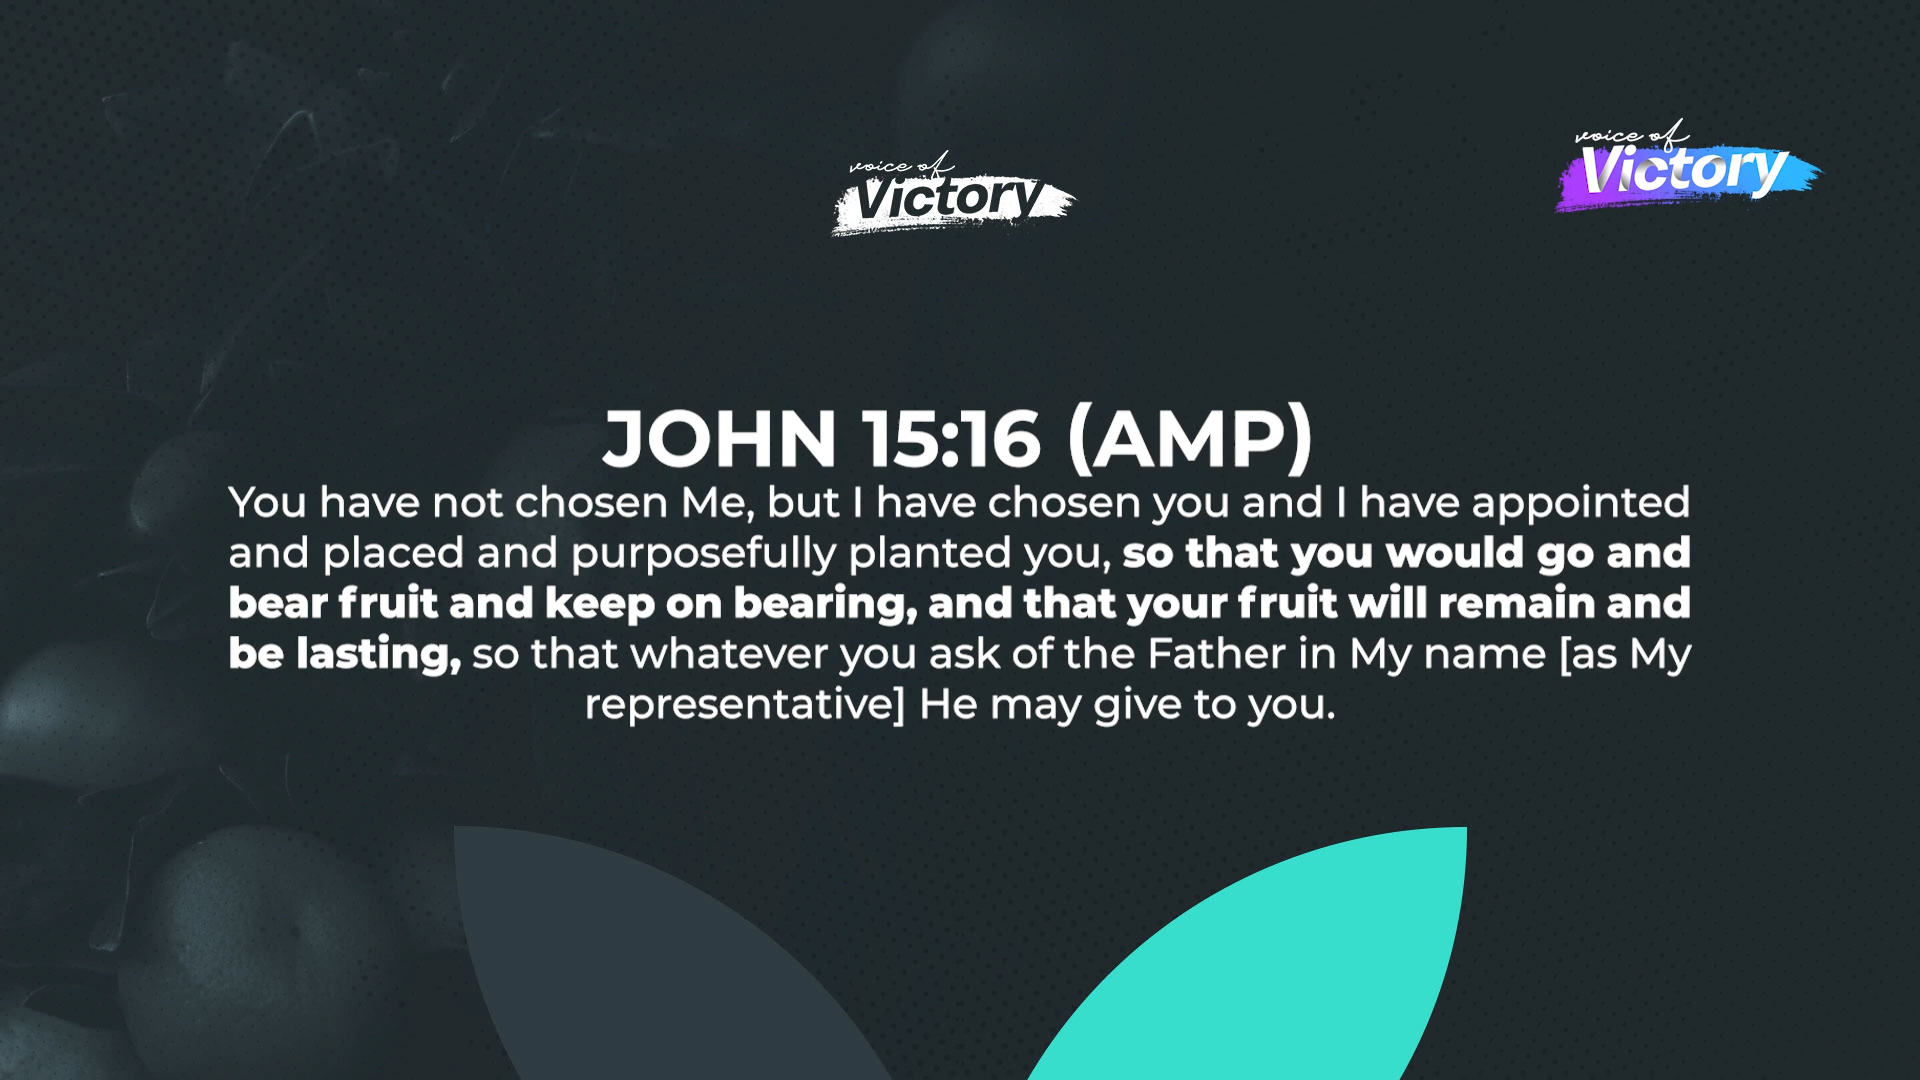 voice of
Victory
voice of
Victory
JOHN 15:16 (AMP)
You have not chosen Me, but I have chosen you and I have appointed
and placed and purposefully planted you, so that you would go and
bear fruit and keep on bearing, and that your fruit will remain and
be lasting, so that whatever you ask of the Father in My name [as My
representative] He may give to you.